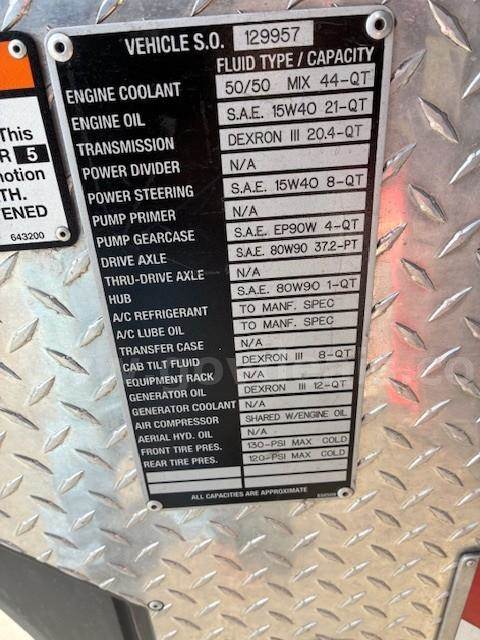 This
R 5
motion
TH.
TENED
643200
VEHICLE S.O. 129957
FLUID TYPE / CAPACITY
ENGINE COOLANT 50/50 MIX 44-QT
ENGINE OIL S.A.E. 15W40 21-QT
TRANSMISSION DEXRON III 20.4-QT
POWER DIVIDER N/A
POWER STEERING S.A.E. 15W40 8-QT
PUMP PRIMER N/A
PUMP GEARCASE S.A.E. EP90W 4-QT
DRIVE AXLE S.A.E. 80W90 37.2-PT
THRU-DRIVE AXLE N/A
HUB S.A.E. 80W90 1-QT
A/C REFRIGERANT TO MANF. SPEC
A/C LUBE OIL TO MANF. SPEC
TRANSFER CASE N/A
CAB TILT FLUID DEXRON III 8-QT
EQUIPMENT RACK N/A
GENERATOR OIL DEXRON III 12-QT
GENERATOR COOLANT N/A
AIR COMPRESSOR SHARED W/ENGINE OIL
AERIAL HYD. OIL N/A
FRONT TIRE PRES. 130-PSI MAX COLD
REAR TIRE PRES. 120-PSI MAX COLD
ALL CAPACITIES ARE APPROXIMATE